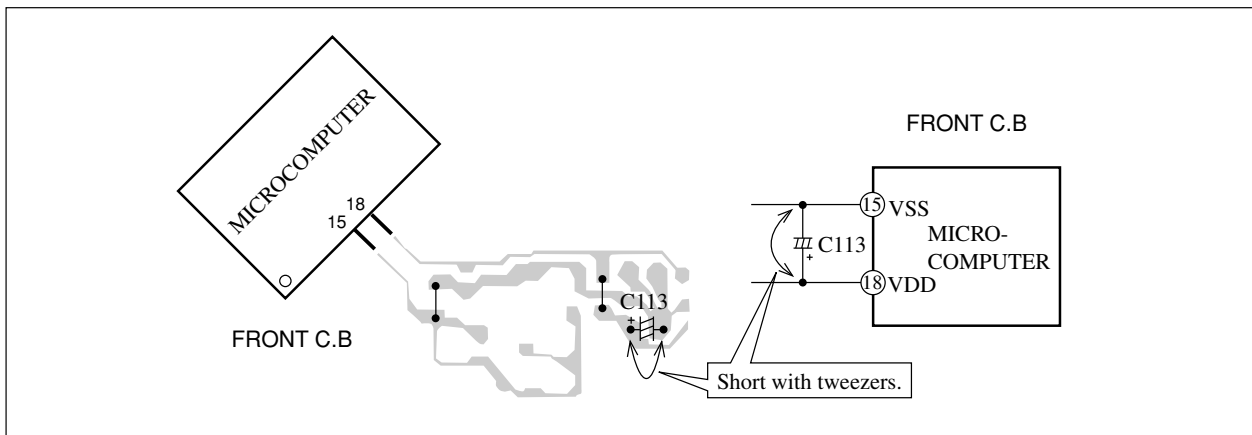 MICROCOMPUTER
15
18
FRONT C.B
C113
+
Short with tweezers.
FRONT C.B
15 VSS
C113
+
MICRO-
COMPUTER
18 VDD